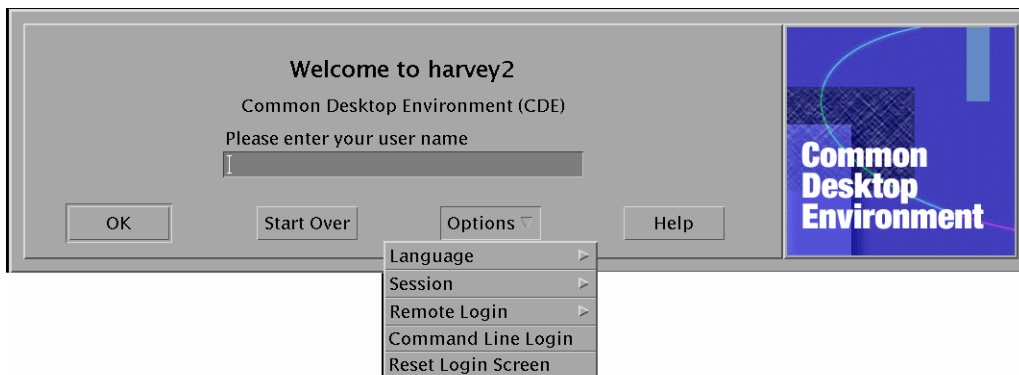 Welcome to harvey2
Common Desktop Environment (CDE)
Please enter your user name
OK
Start Over
Options
Help
Language
Session
Remote Login
Command Line Login
Reset Login Screen
Common
Desktop
Environment